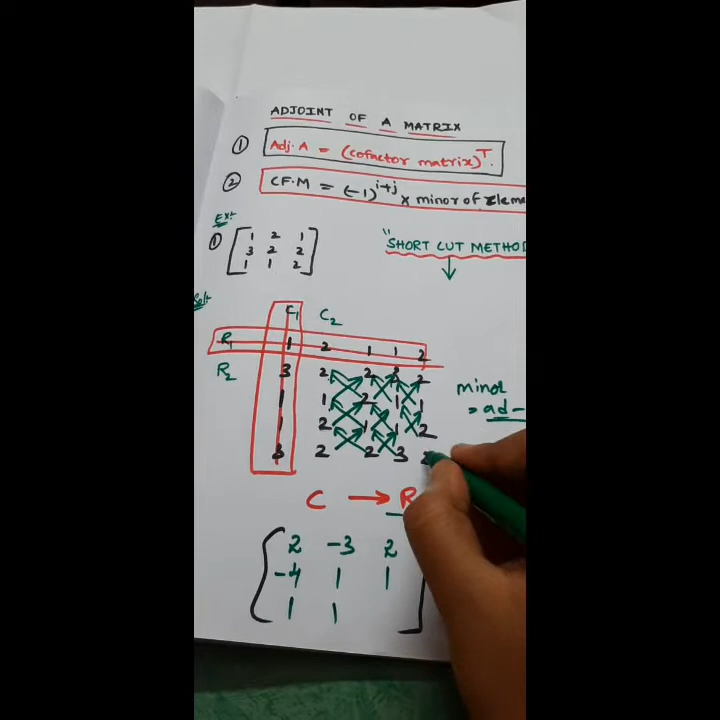 ADJOINT OF A MATRIX
① Adj.A = (cofactor matrix)ᵀ.
② CF.M = (-1)^i+j x minor of Eleme
Ex:-
① [1 2 1
3 2 2
1 1 2]
"SHORT CUT METHOD
Sol:-
C₁ C₂
R₁ 1 2 1 1 2
R₂ 3 2 2 3 2
1 1 2 1 1
1 2 1 1 2
3 2 2 3 2
minor
= ad -
C → R
2 -3 2
-4 1 1
1 1